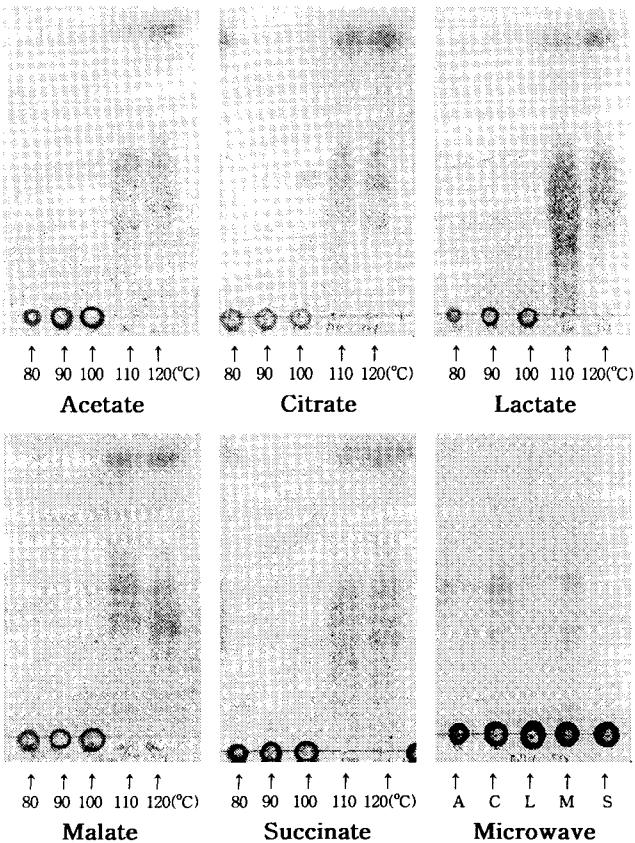 ↑ ↑ ↑ ↑ ↑
80 90 100 110 120(°C)
Acetate
↑ ↑ ↑ ↑ ↑
80 90 100 110 120(°C)
Citrate
↑ ↑ ↑ ↑ ↑
80 90 100 110 120(°C)
Lactate
↑ ↑ ↑ ↑ ↑
80 90 100 110 120(°C)
Malate
↑ ↑ ↑ ↑ ↑
80 90 100 110 120(°C)
Succinate
↑ ↑ ↑ ↑ ↑
A C L M S
Microwave